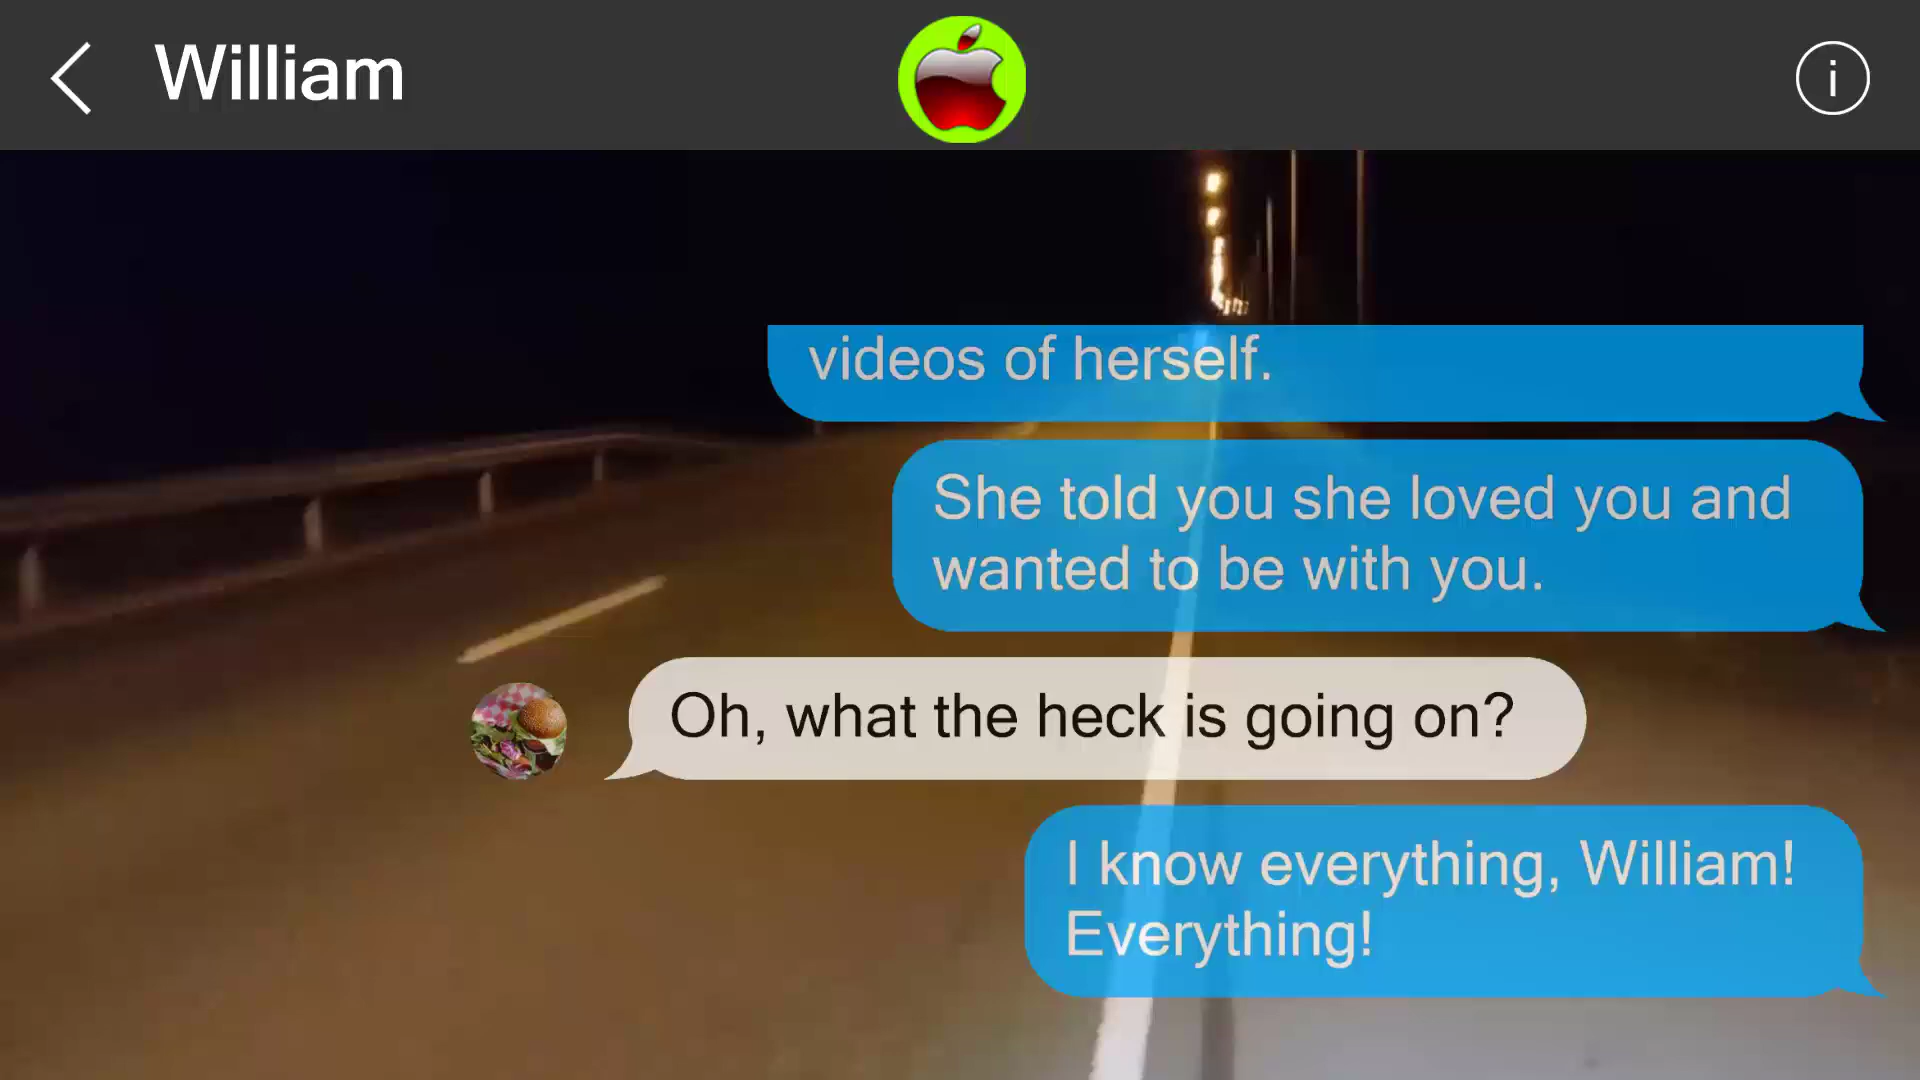 William
i
videos of herself.
She told you she loved you and
wanted to be with you.
Oh, what the heck is going on?
I know everything, William!
Everything!